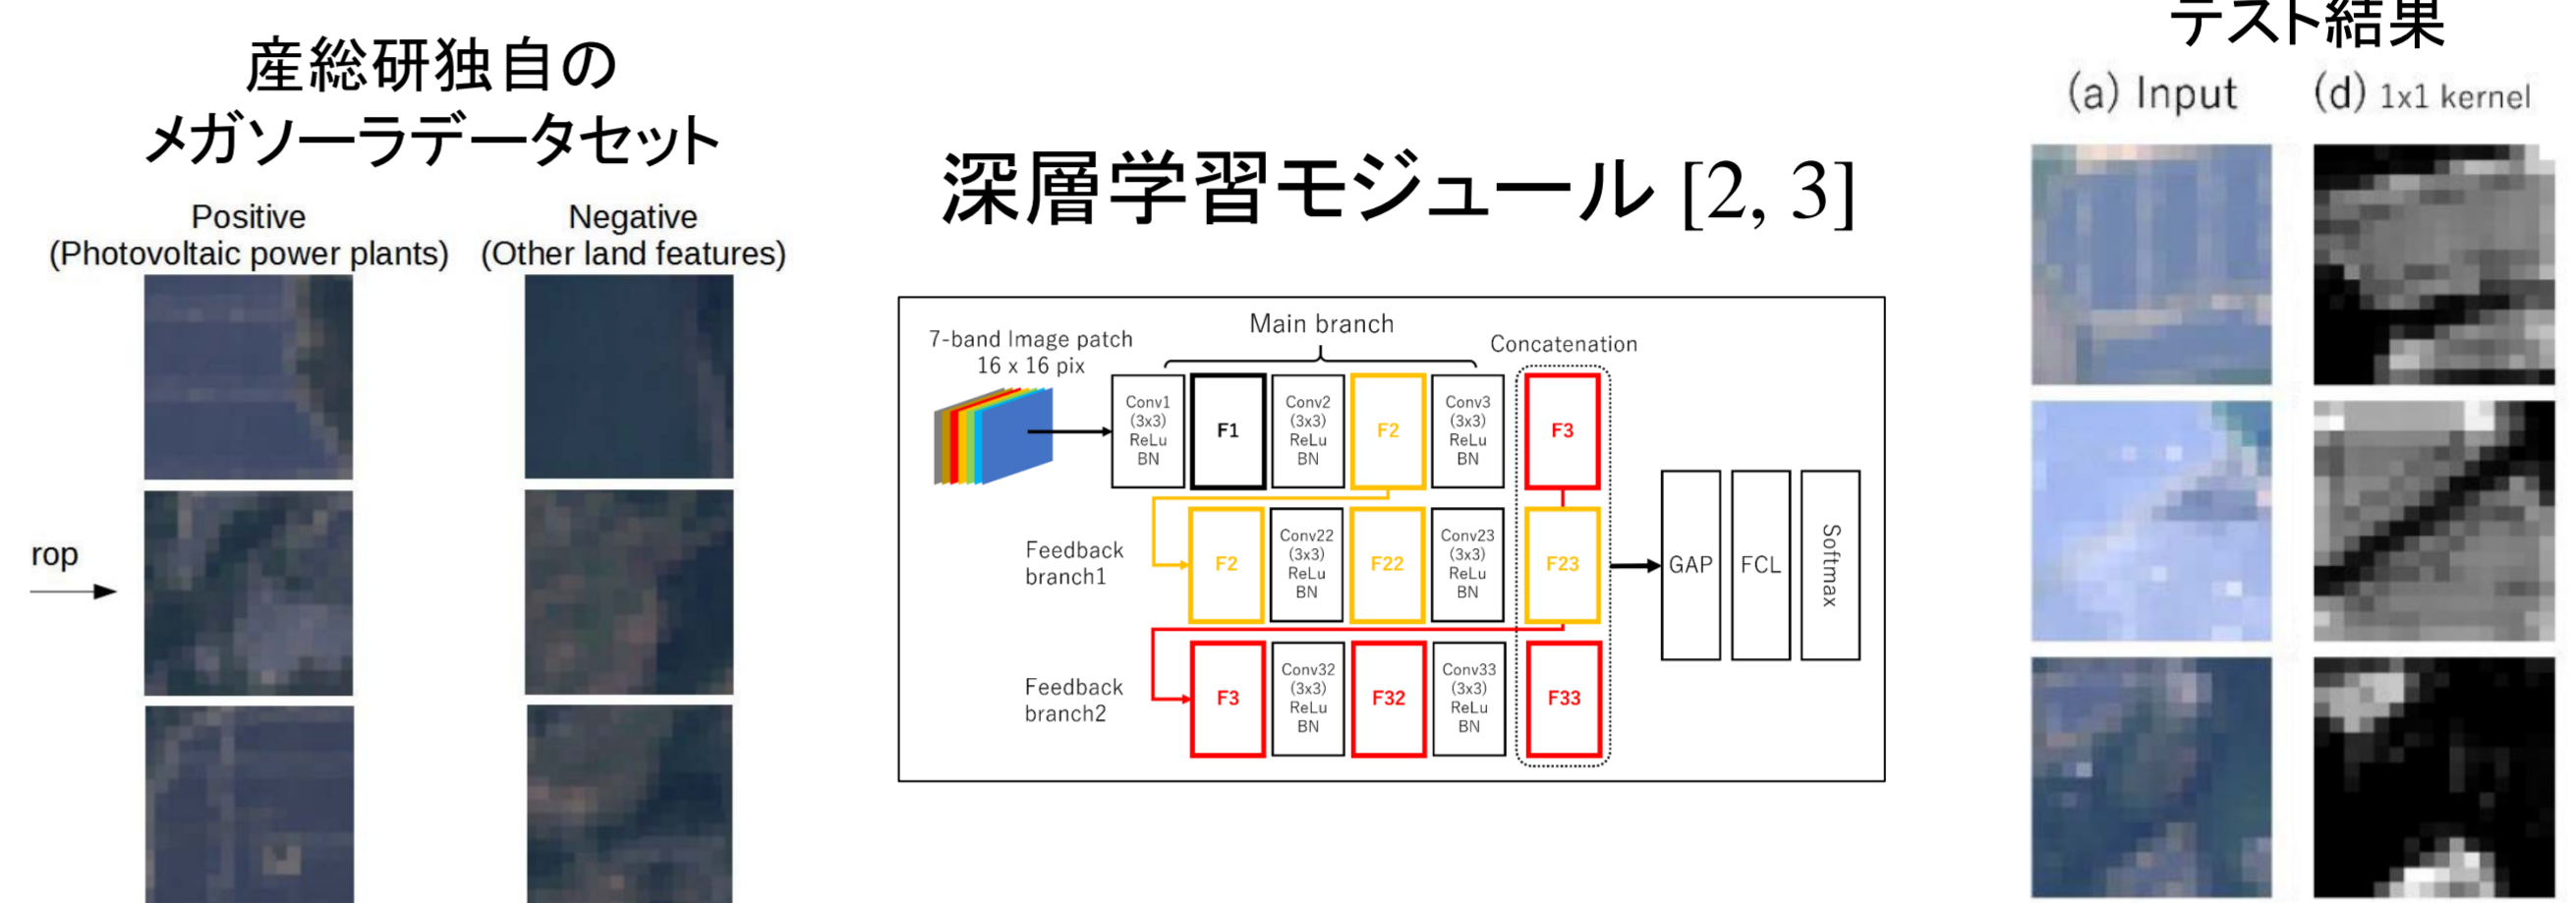 産総研独自の
メガソーラデータセット
Positive
(Photovoltaic power plants)
Negative
(Other land features)
rop
深層学習モジュール [2, 3]
7-band Image patch
16 x 16 pix
Main branch
Concatenation
Conv1
(3x3)
ReLu
BN
F1
Conv2
(3x3)
ReLu
BN
F2
Conv3
(3x3)
ReLu
BN
F3
Feedback
branch1
F2
Conv22
(3x3)
ReLu
BN
F22
Conv23
(3x3)
ReLu
BN
F23
GAP
FCL
Softmax
Feedback
branch2
F3
Conv32
(3x3)
ReLu
BN
F32
Conv33
(3x3)
ReLu
BN
F33
テスト結果
(a) Input
(d) 1x1 kernel